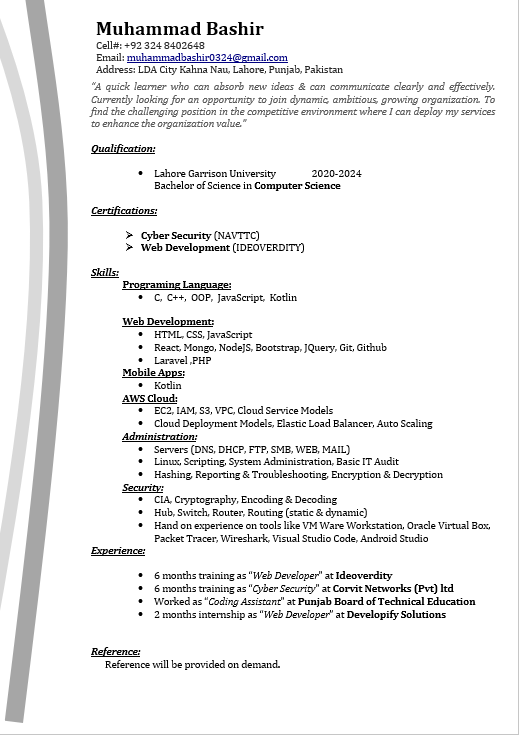 Muhammad Bashir
Cell#: +92 324 8402648
Email: muhammadbashir0324@gmail.com
Address: LDA City Kahna Nau, Lahore, Punjab, Pakistan
"A quick learner who can absorb new ideas & can communicate clearly and effectively.
Currently looking for an opportunity to join dynamic, ambitious, growing organization. To
find the challenging position in the competitive environment where I can deploy my services
to enhance the organization value."
Qualification:
• Lahore Garrison University 2020-2024
Bachelor of Science in Computer Science
Certifications:
➢ Cyber Security (NAVTTC)
➢ Web Development (IDEOVERDITY)
Skills:
Programing Language:
• C, C++, OOP, JavaScript, Kotlin
Web Development:
• HTML, CSS, JavaScript
• React, Mongo, NodeJS, Bootstrap, JQuery, Git, Github
• Laravel ,PHP
Mobile Apps:
• Kotlin
AWS Cloud:
• EC2, IAM, S3, VPC, Cloud Service Models
• Cloud Deployment Models, Elastic Load Balancer, Auto Scaling
Administration:
• Servers (DNS, DHCP, FTP, SMB, WEB, MAIL)
• Linux, Scripting, System Administration, Basic IT Audit
• Hashing, Reporting & Troubleshooting, Encryption & Decryption
Security:
• CIA, Cryptography, Encoding & Decoding
• Hub, Switch, Router, Routing (static & dynamic)
• Hand on experience on tools like VM Ware Workstation, Oracle Virtual Box,
Packet Tracer, Wireshark, Visual Studio Code, Android Studio
Experience:
• 6 months training as "Web Developer" at Ideoverdity
• 6 months training as "Cyber Security" at Corvit Networks (Pvt) ltd
• Worked as "Coding Assistant" at Punjab Board of Technical Education
• 2 months internship as "Web Developer" at Developify Solutions
Reference:
Reference will be provided on demand.